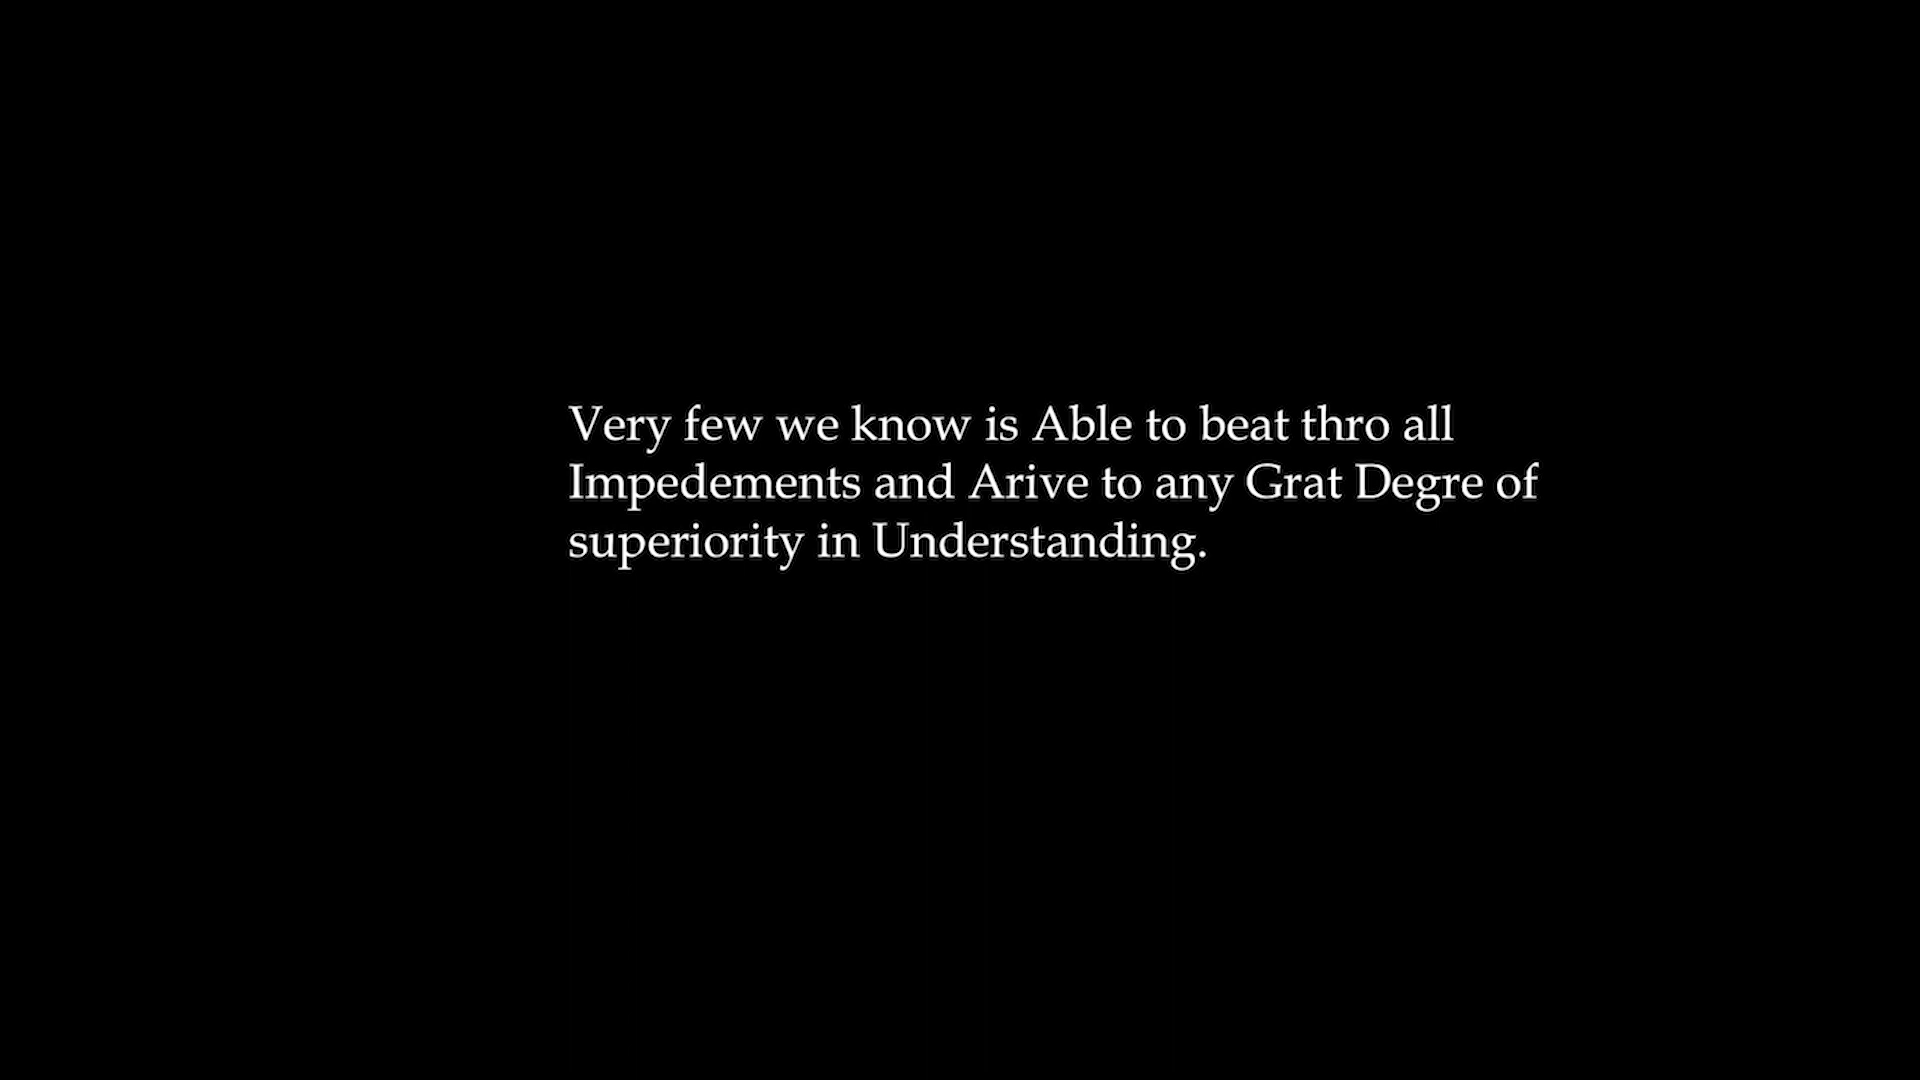 Very few we know is Able to beat thro all
Impedements and Arive to any Grat Degre of
superiority in Understanding.